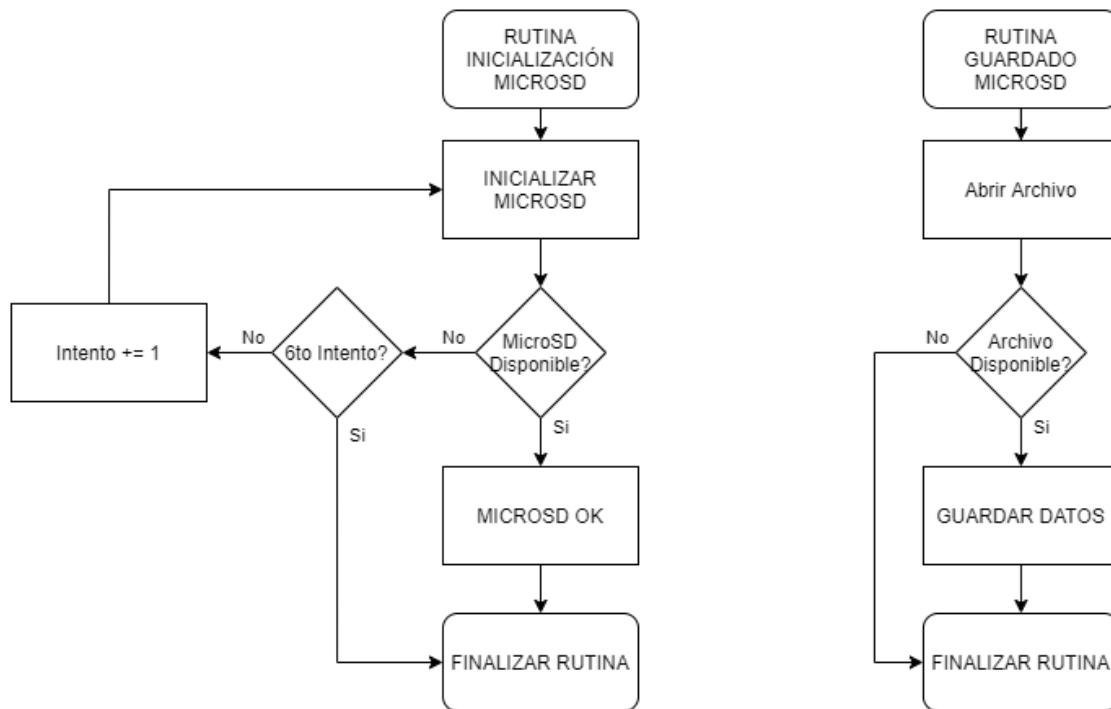 RUTINA
INICIALIZACIÓN
MICROSD
INICIALIZAR
MICROSD
MicroSD
Disponible?
No
6to Intento?
No
Intento += 1
Si
Si
MICROSD OK
FINALIZAR RUTINA
RUTINA
GUARDADO
MICROSD
Abrir Archivo
Archivo
Disponible?
No
Si
GUARDAR DATOS
FINALIZAR RUTINA